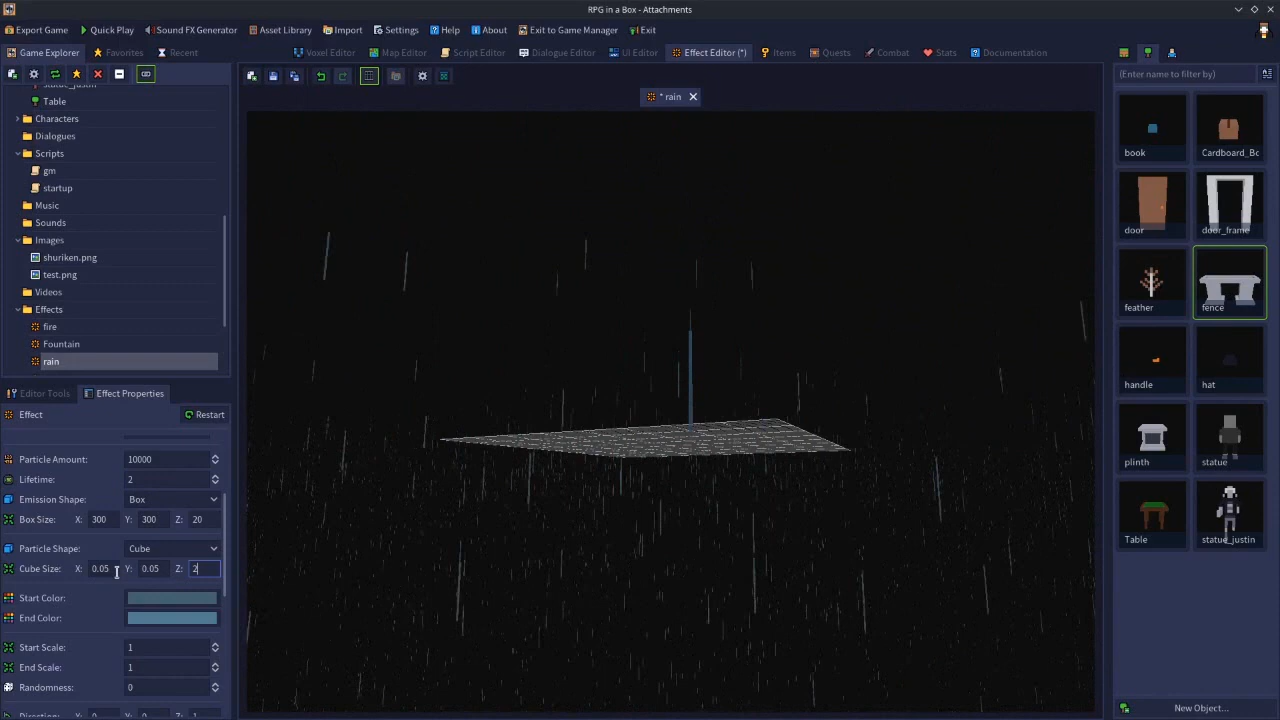 RPG in a Box - Attachments
Export Game Quick Play Sound FX Generator Asset Library Import Settings Help About Exit to Game Manager Exit
Game Explorer Favorites Recent
Voxel Editor Map Editor Script Editor Dialogue Editor UI Editor Effect Editor (*) Items Quests Combat Stats Documentation
(Enter name to filter by)
* rain
statue_justin
Table
Characters
Dialogues
Scripts
gm
startup
Music
Sounds
Images
shuriken.png
test.png
Videos
Effects
fire
Fountain
rain
Editor Tools Effect Properties
Effect Restart
Particle Amount: 10000
Lifetime: 2
Emission Shape: Box
Box Size: X: 300 Y: 300 Z: 20
Particle Shape: Cube
Cube Size: X: 0.05 Y: 0.05 Z: 2
Start Color:
End Color:
Start Scale: 1
End Scale: 1
Randomness: 0
Direction: X: 0 Y: 0 Z: 1
book Cardboard_Bc
door door_frame
feather fence
handle hat
plinth statue
Table statue_justin
New Object...